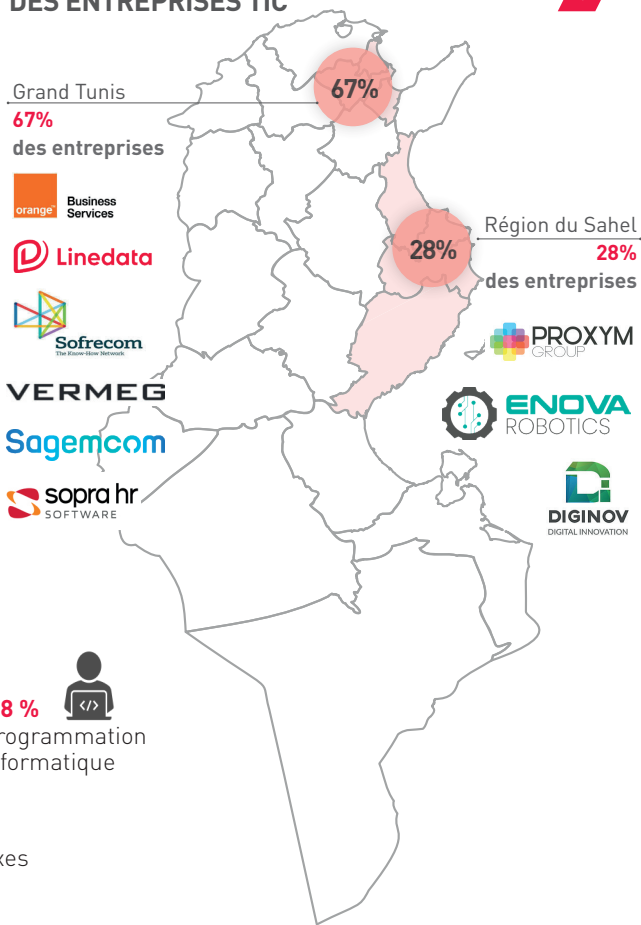 DES ENTREPRISES TIC
Grand Tunis
67%
des entreprises
67%
orange™
Business
Services
Linedata
Sofrecom
The Know-How Network
VERMEG
Sagemcom
sopra hr
SOFTWARE
28%
Région du Sahel
28%
des entreprises
PROXYM
GROUP
ENOVA
ROBOTICS
DIGINOV
DIGITAL INNOVATION
8 %
</>
rogrammation
formatique
xes